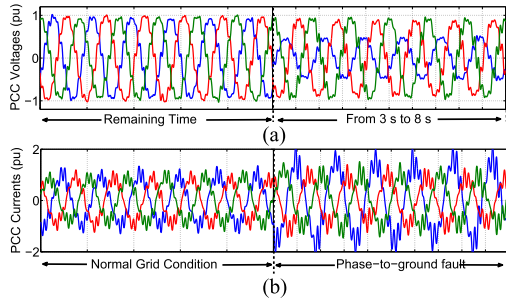 PCC Voltages (pu)
1
0
−1
Remaining Time
From 3 s to 8 s
(a)
PCC Currents (pu)
2
0
−2
Normal Grid Condition
Phase−to−ground fault
(b)